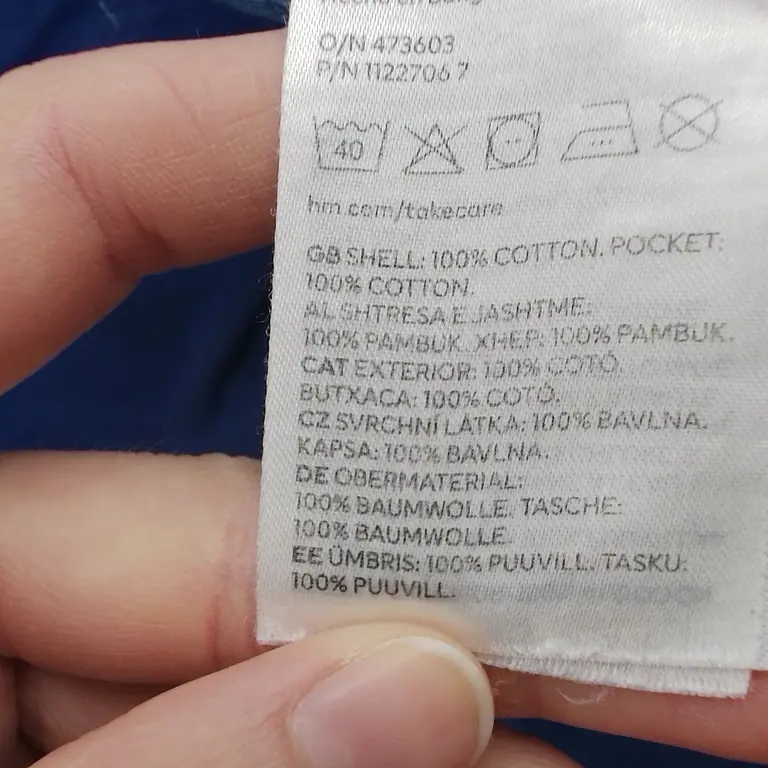 O/N 473603
P/N 1122706 7
40
hm.com/takecare
GB SHELL: 100% COTTON. POCKET:
100% COTTON.
AL SHTRESA E JASHTME:
100% PAMBUK. XHEP: 100% PAMBUK.
CAT EXTERIOR: 100% COTÓ.
BUTXACA: 100% COTÓ.
CZ SVRCHNÍ LÁTKA: 100% BAVLNA.
KAPSA: 100% BAVLNA.
DE OBERMATERIAL:
100% BAUMWOLLE. TASCHE:
100% BAUMWOLLE.
EE ÜMBRIS: 100% PUUVILL. TASKU:
100% PUUVILL.